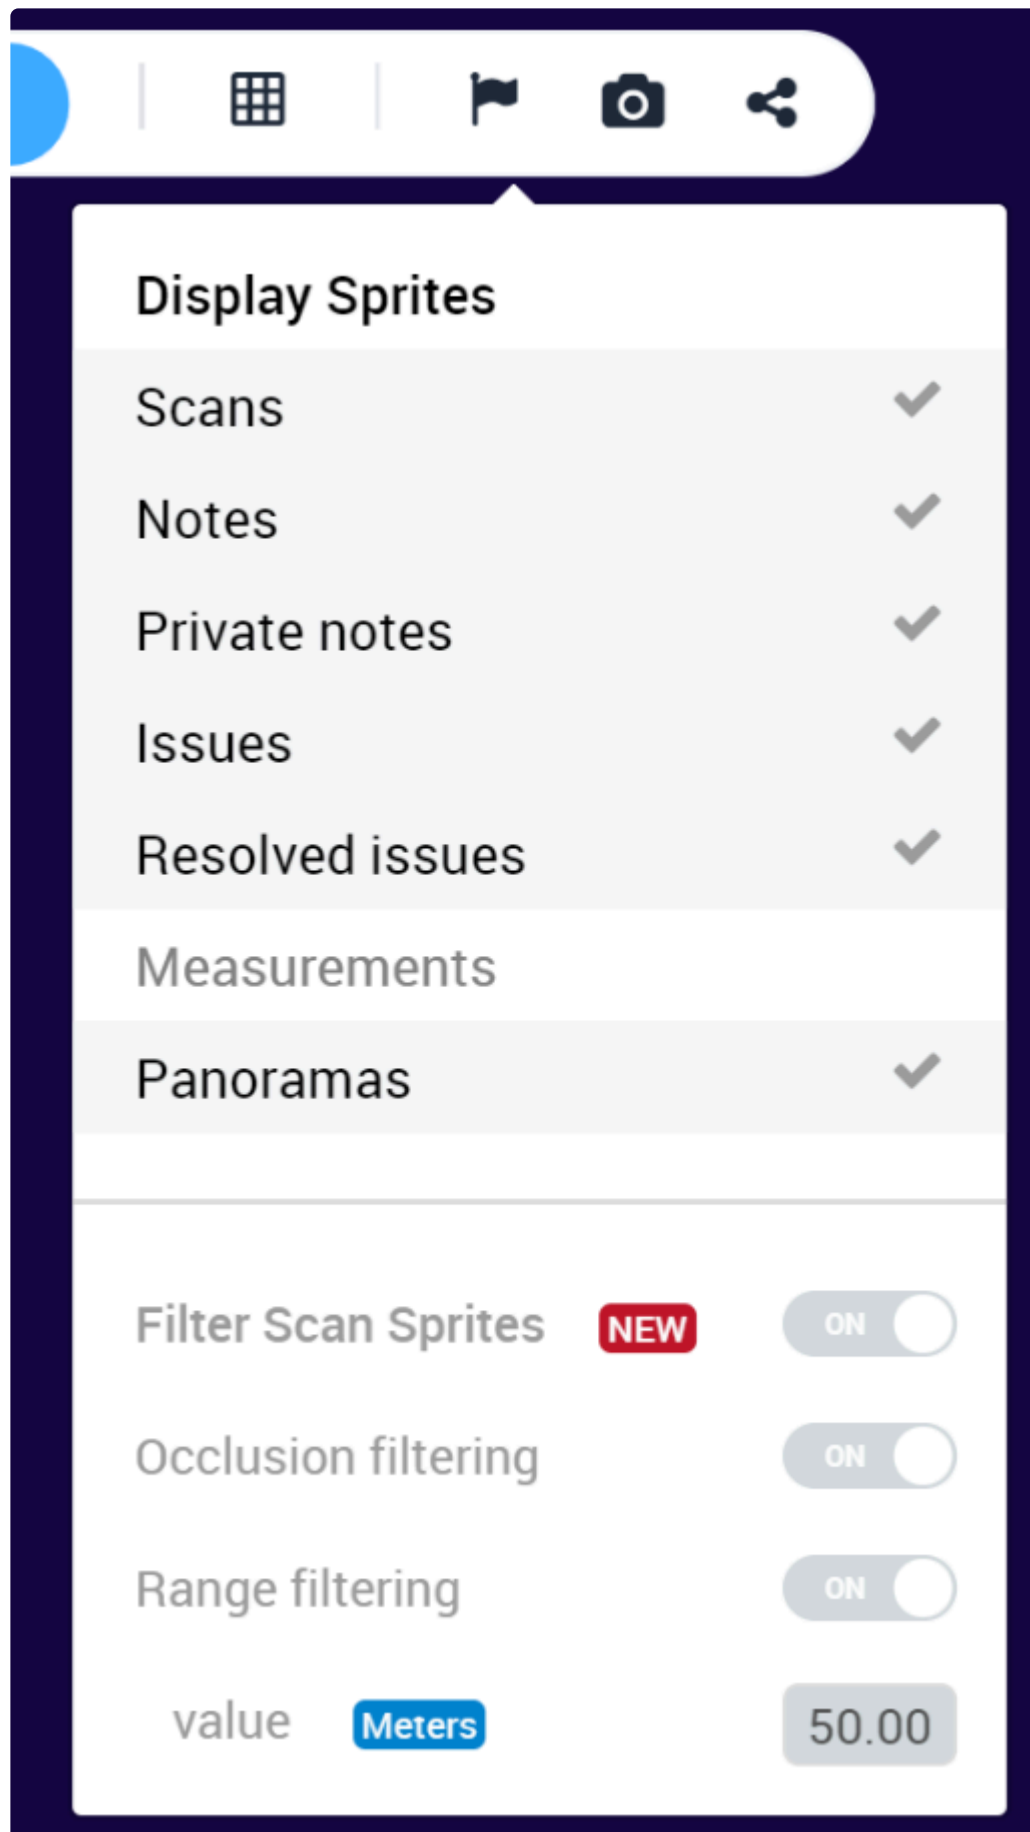 Display Sprites
Scans
Notes
Private notes
Issues
Resolved issues
Measurements
Panoramas
Filter Scan Sprites NEW ON
Occlusion filtering ON
Range filtering ON
value Meters 50.00